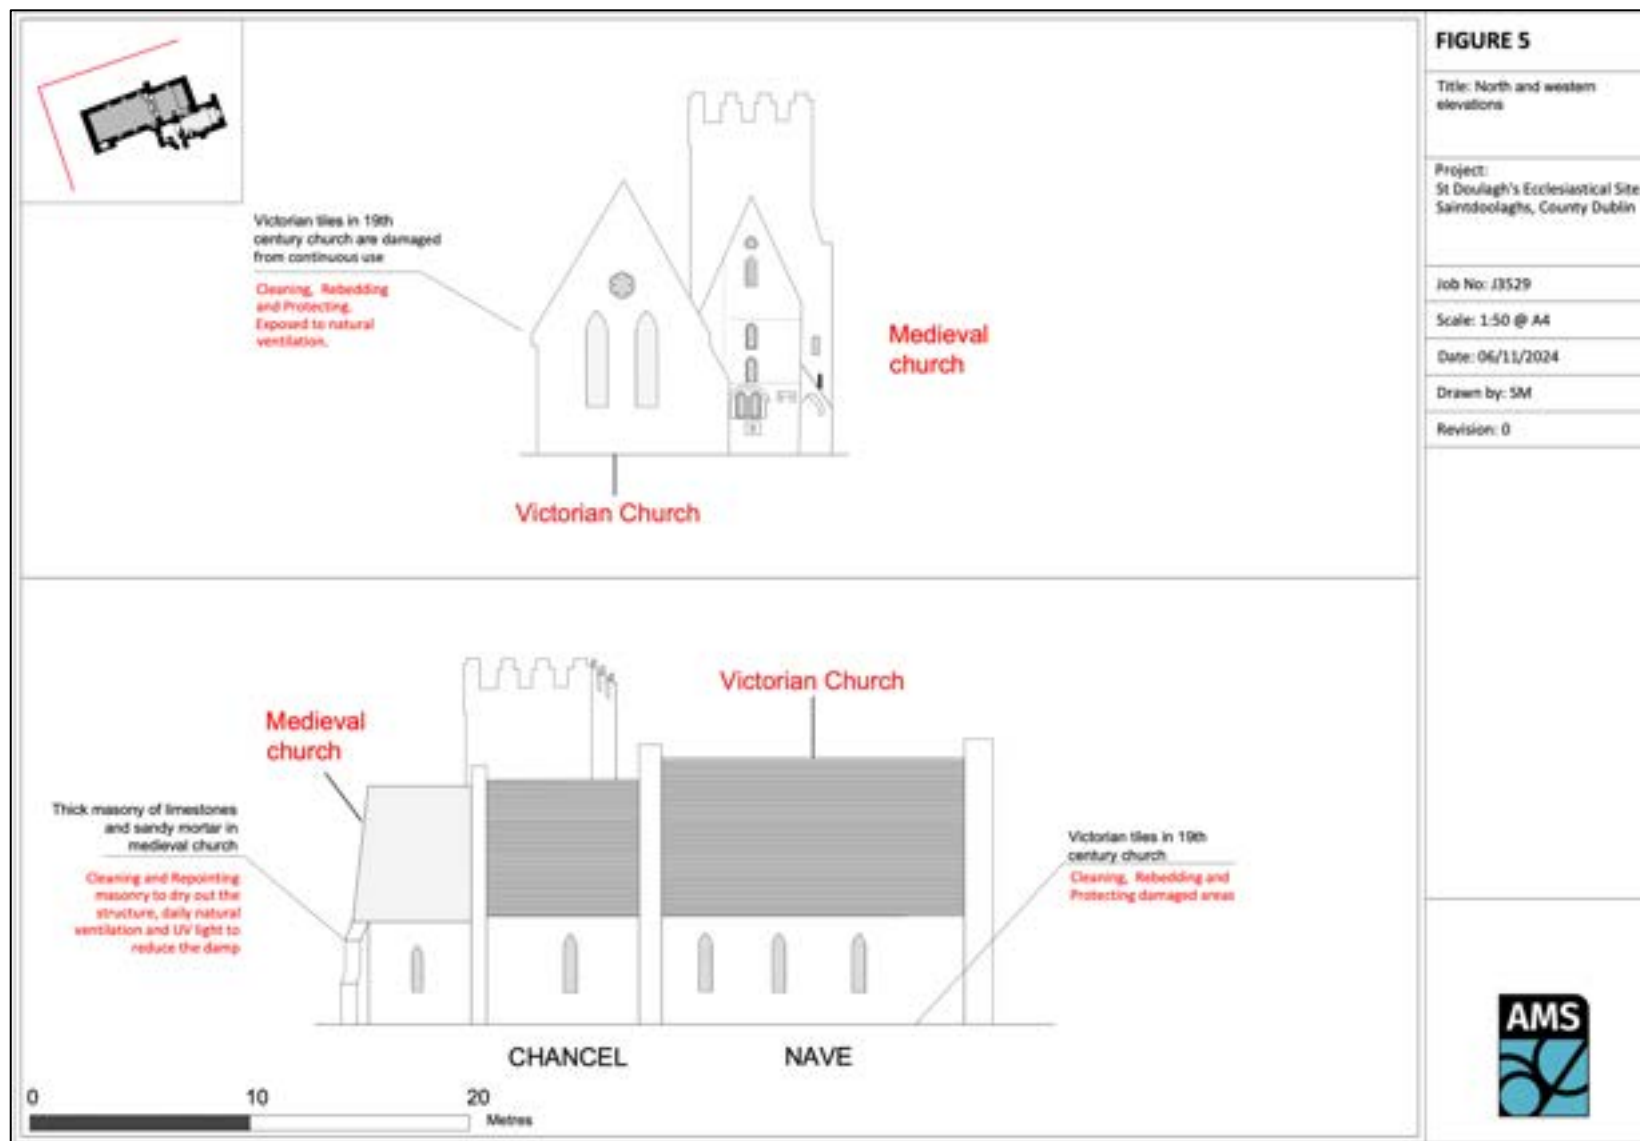 Victorian tiles in 19th
century church are damaged
from continuous use
Cleaning, Rebedding
and Protecting.
Exposed to natural
ventilation.
Medieval
church
Victorian Church
Victorian Church
Medieval
church
Thick masony of limestones
and sandy mortar in
medieval church
Cleaning and Repointing
masonry to dry out the
structure, daily natural
ventilation and UV light to
reduce the damp
Victorian tiles in 19th
century church
Cleaning, Rebedding and
Protecting damaged areas
CHANCEL
NAVE
0 10 20
Metres
FIGURE 5
Title: North and western
elevations
Project:
St Doulagh's Ecclesiastical Site
Saintdoolaghs, County Dublin
Job No: J3529
Scale: 1:50 @ A4
Date: 06/11/2024
Drawn by: SM
Revision: 0
AMS